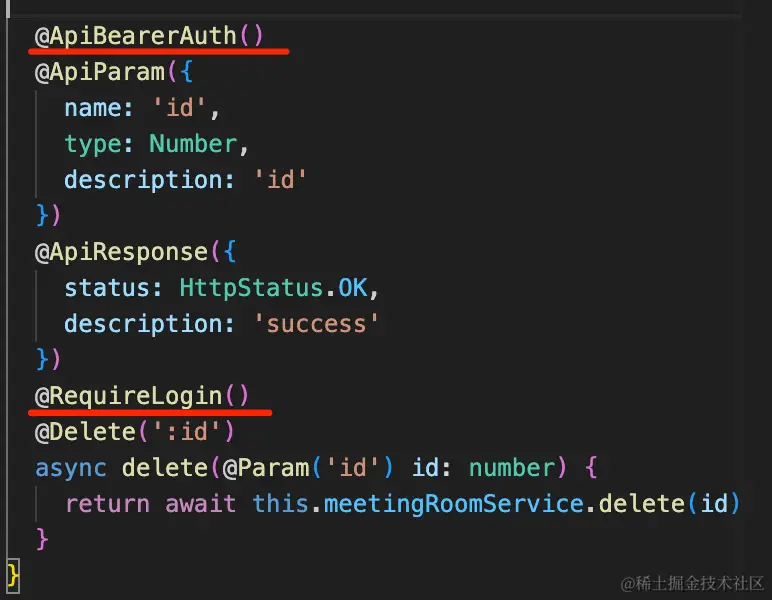 @ApiBearerAuth()
@ApiParam({
  name: 'id',
  type: Number,
  description: 'id'
})
@ApiResponse({
  status: HttpStatus.OK,
  description: 'success'
})
@RequireLogin()
@Delete(':id')
async delete(@Param('id') id: number) {
  return await this.meetingRoomService.delete(id)
}
}
@稀土掘金技术社区